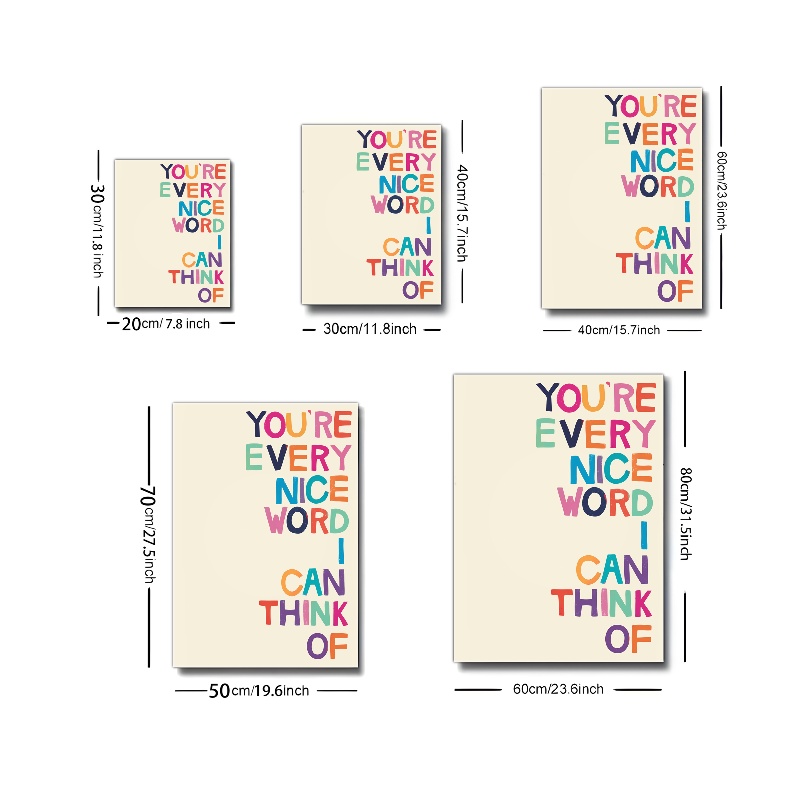 YOU'RE
EVERY
NICE
WORD
I
CAN
THINK
OF
30cm/11.8inch
20cm/7.8 inch
YOU'RE
EVERY
NICE
WORD
I
CAN
THINK
OF
40cm/15.7inch
30cm/11.8inch
YOU'RE
EVERY
NICE
WORD
I
CAN
THINK
OF
60cm/23.6inch
40cm/15.7inch
YOU'RE
EVERY
NICE
WORD
I
CAN
THINK
OF
70cm/27.5inch
50cm/19.6inch
YOU'RE
EVERY
NICE
WORD
I
CAN
THINK
OF
80cm/31.5inch
60cm/23.6inch